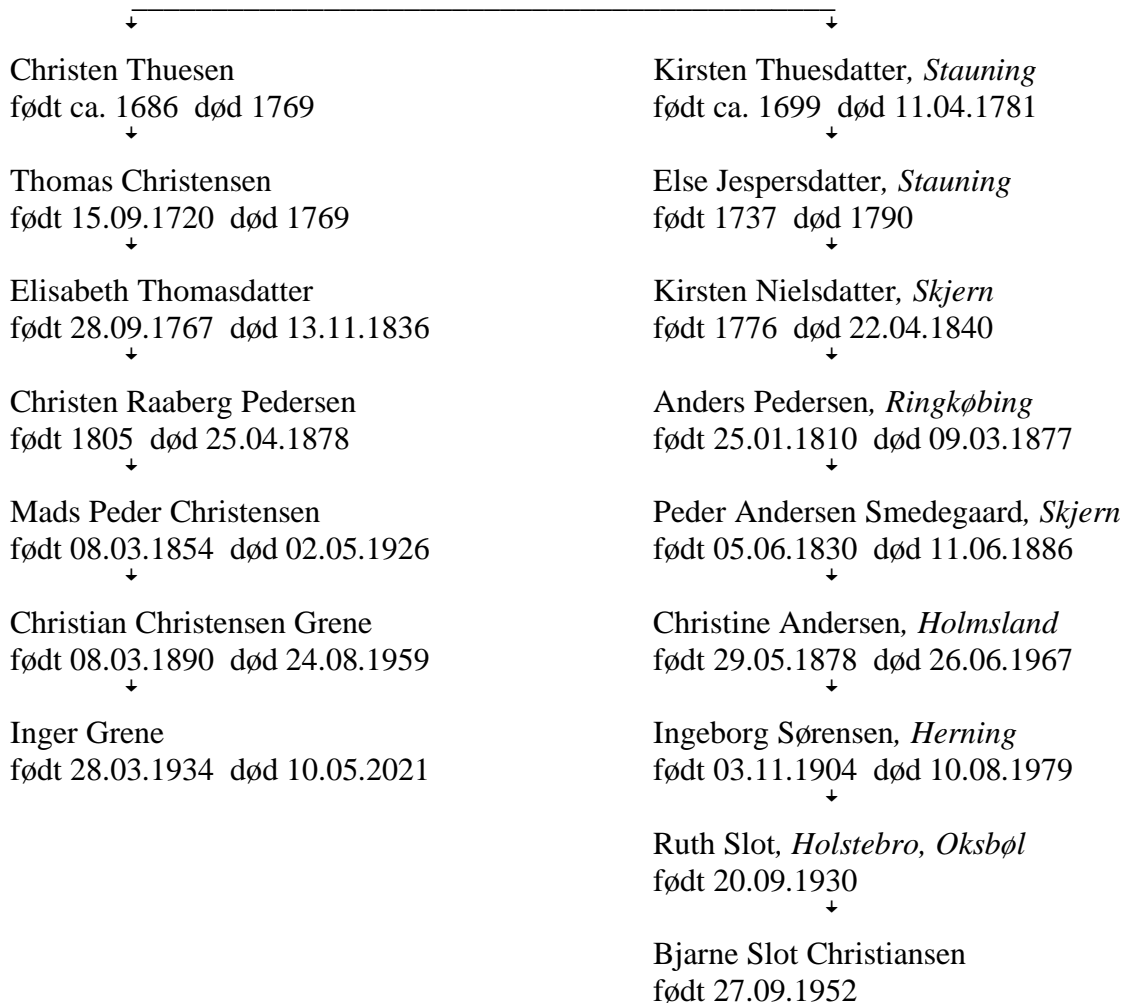 Christen Thuesen
født ca. 1686 død 1769
Thomas Christensen
født 15.09.1720 død 1769
Elisabeth Thomasdatter
født 28.09.1767 død 13.11.1836
Christen Raaberg Pedersen
født 1805 død 25.04.1878
Mads Peder Christensen
født 08.03.1854 død 02.05.1926
Christian Christensen Grene
født 08.03.1890 død 24.08.1959
Inger Grene
født 28.03.1934 død 10.05.2021
Kirsten Thuesdatter, Stauning
født ca. 1699 død 11.04.1781
Else Jespersdatter, Stauning
født 1737 død 1790
Kirsten Nielsdatter, Skjern
født 1776 død 22.04.1840
Anders Pedersen, Ringkøbing
født 25.01.1810 død 09.03.1877
Peder Andersen Smedegaard, Skjern
født 05.06.1830 død 11.06.1886
Christine Andersen, Holmsland
født 29.05.1878 død 26.06.1967
Ingeborg Sørensen, Herning
født 03.11.1904 død 10.08.1979
Ruth Slot, Holstebro, Oksbøl
født 20.09.1930
Bjarne Slot Christiansen
født 27.09.1952